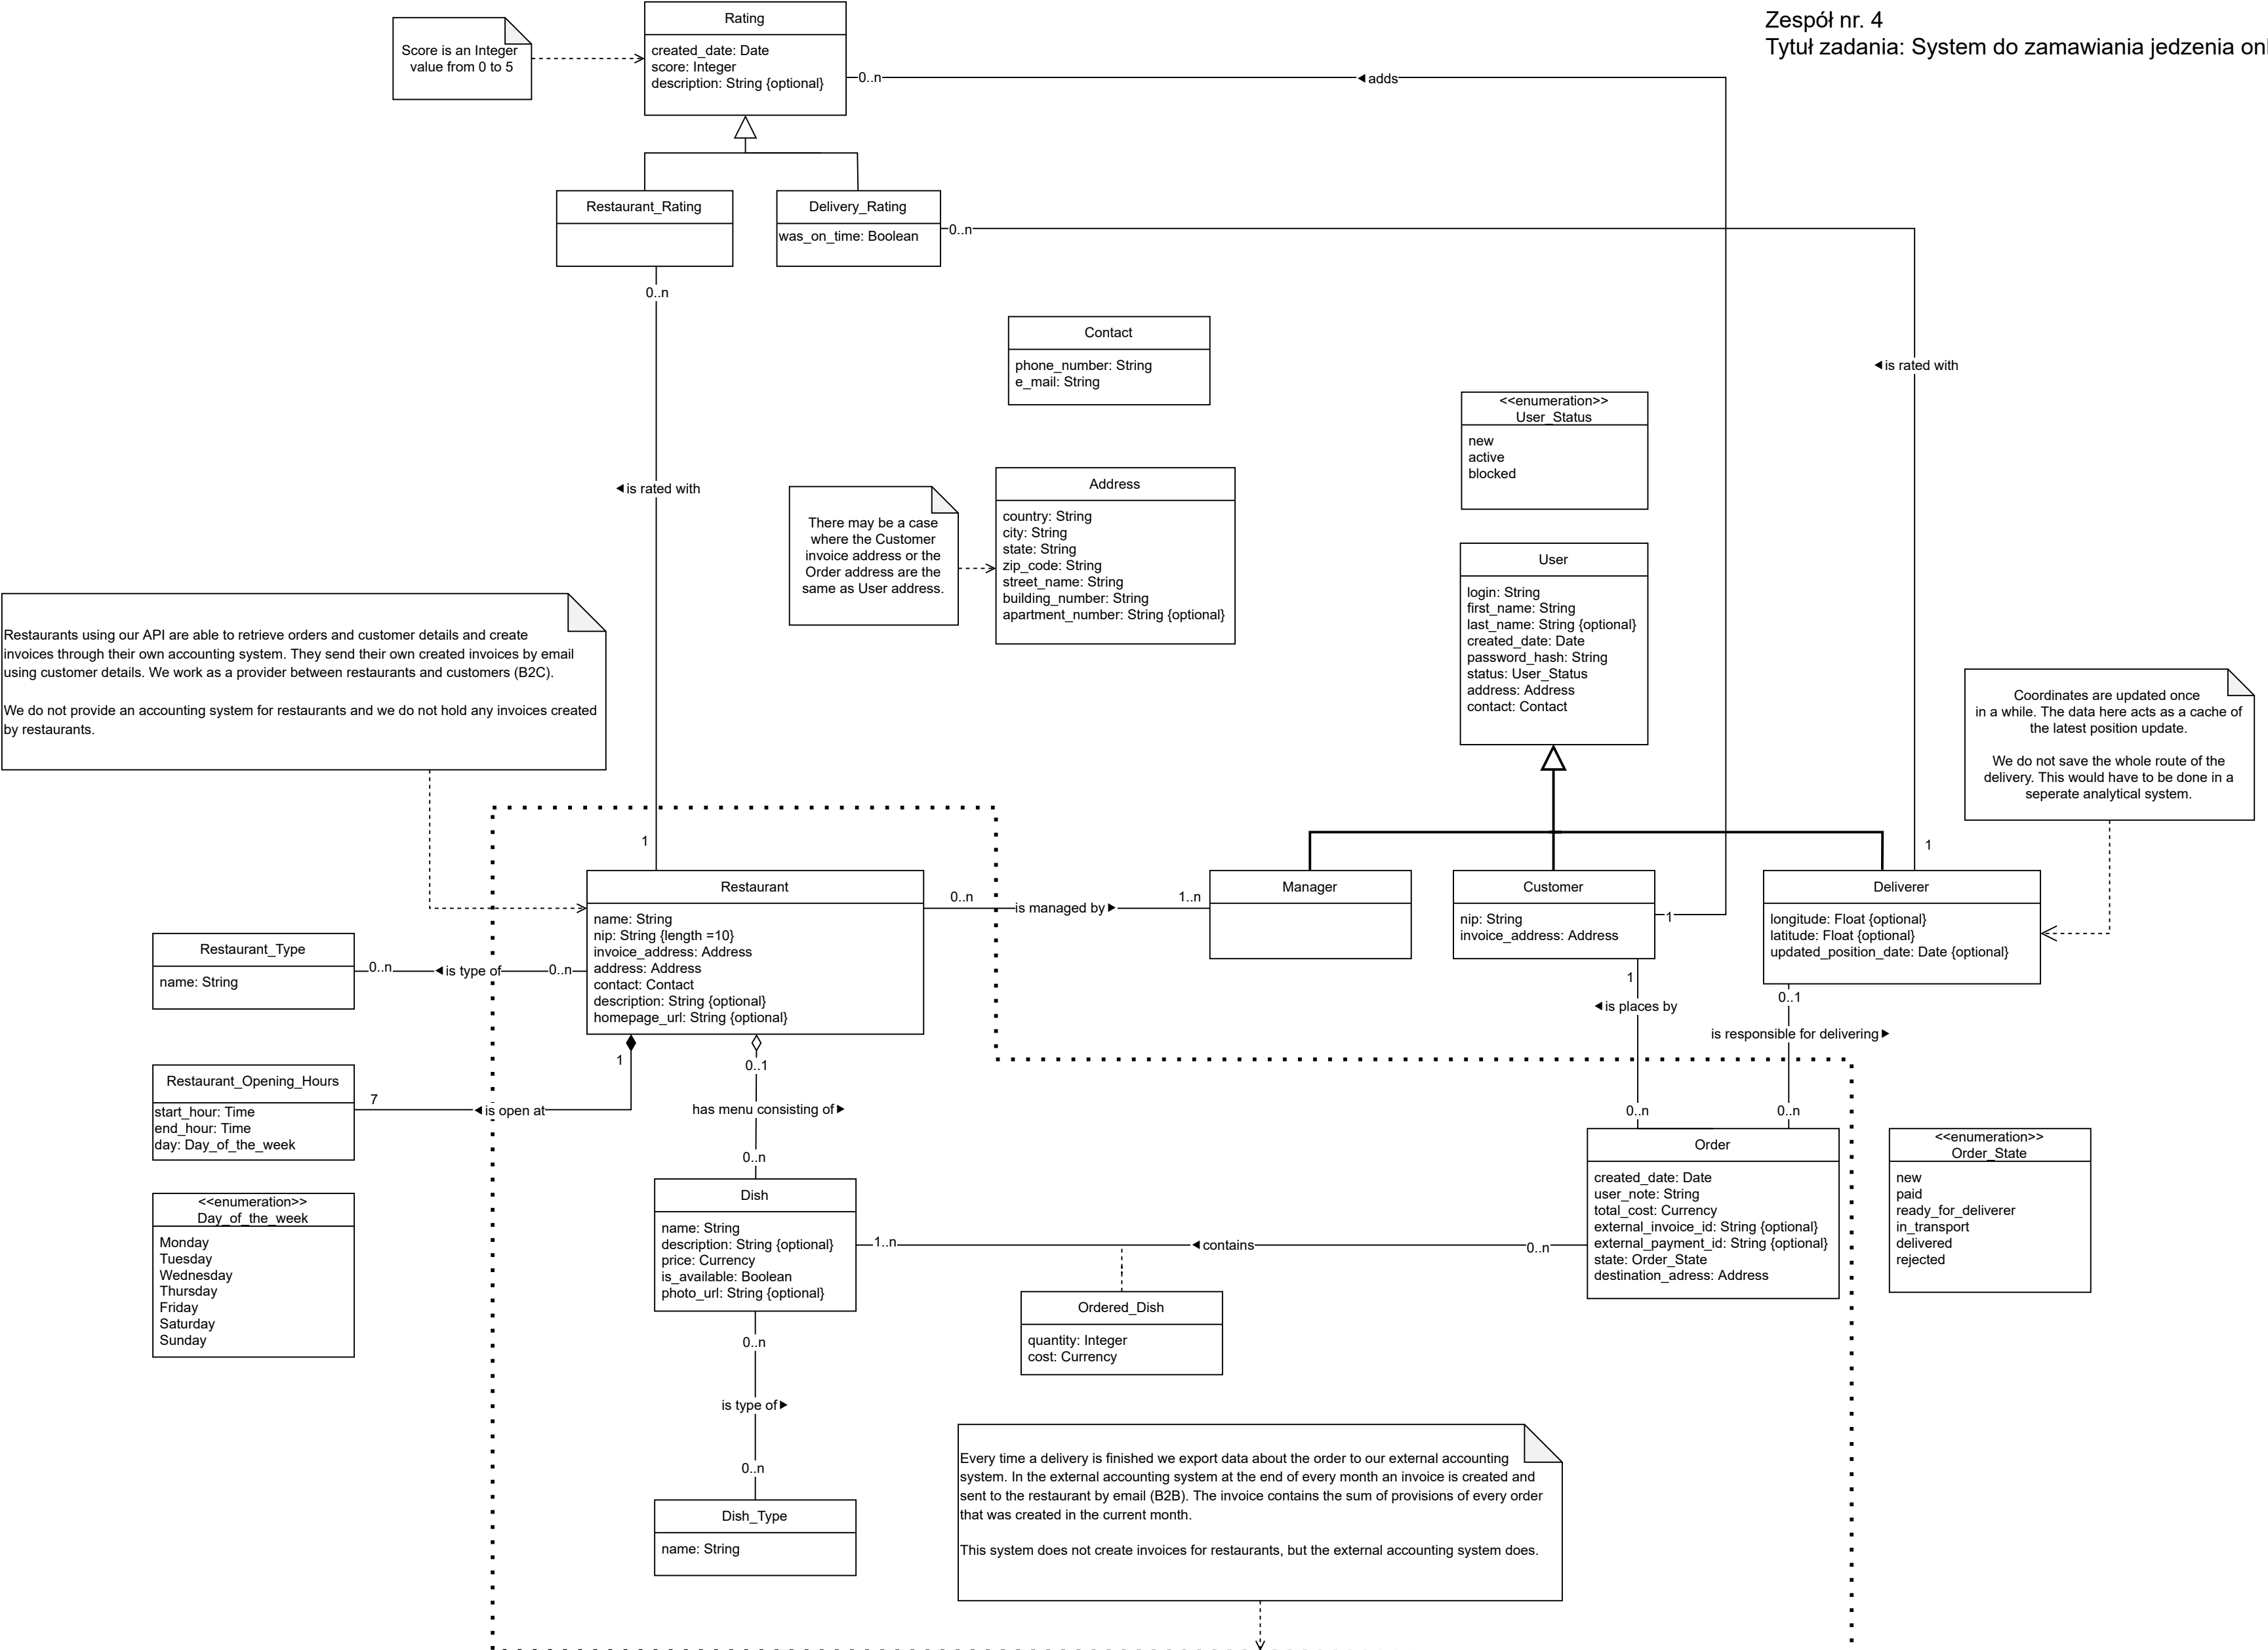 Zespół nr. 4
Tytuł zadania: System do zamawiania jedzenia
Score is an Integer
value from 0 to 5
Rating
created_date: Date
score: Integer
description: String {optional}
0..n
◀ adds
Restaurant_Rating
Delivery_Rating
was_on_time: Boolean
0..n
0..n
Contact
phone_number: String
e_mail: String
◀ is rated with
<<enumeration>>
User_Status
new
active
blocked
◀ is rated with
There may be a case
where the Customer
invoice address or the
Order address are the
same as User address.
Address
country: String
city: String
state: String
zip_code: String
street_name: String
building_number: String
apartment_number: String {optional}
User
login: String
first_name: String
last_name: String {optional}
created_date: Date
password_hash: String
status: User_Status
address: Address
contact: Contact
Restaurants using our API are able to retrieve orders and customer details and create
invoices through their own accounting system. They send their own created invoices by email
using customer details. We work as a provider between restaurants and customers (B2C).
We do not provide an accounting system for restaurants and we do not hold any invoices created
by restaurants.
Coordinates are updated once
in a while. The data here acts as a cache of
the latest position update.
We do not save the whole route of the
delivery. This would have to be done in a
seperate analytical system.
1
1
Restaurant
name: String
nip: String {length =10}
invoice_address: Address
address: Address
contact: Contact
description: String {optional}
homepage_url: String {optional}
0..n
is managed by ▶
1..n
Manager
Customer
nip: String
invoice_address: Address
1
Deliverer
longitude: Float {optional}
latitude: Float {optional}
updated_position_date: Date {optional}
Restaurant_Type
name: String
0..n
◀ is type of
0..n
1
◀ is places by
0..n
0..1
is responsible for delivering ▶
0..n
Restaurant_Opening_Hours
start_hour: Time
end_hour: Time
day: Day_of_the_week
7
◀ is open at
1
0..1
has menu consisting of ▶
0..n
<<enumeration>>
Day_of_the_week
Monday
Tuesday
Wednesday
Thursday
Friday
Saturday
Sunday
Dish
name: String
description: String {optional}
price: Currency
is_available: Boolean
photo_url: String {optional}
1..n
◀ contains
0..n
Order
created_date: Date
user_note: String
total_cost: Currency
external_invoice_id: String {optional}
external_payment_id: String {optional}
state: Order_State
destination_adress: Address
<<enumeration>>
Order_State
new
paid
ready_for_deliverer
in_transport
delivered
rejected
Ordered_Dish
quantity: Integer
cost: Currency
0..n
is type of ▶
0..n
Dish_Type
name: String
Every time a delivery is finished we export data about the order to our external accounting
system. In the external accounting system at the end of every month an invoice is created and
sent to the restaurant by email (B2B). The invoice contains the sum of provisions of every order
that was created in the current month.
This system does not create invoices for restaurants, but the external accounting system does.